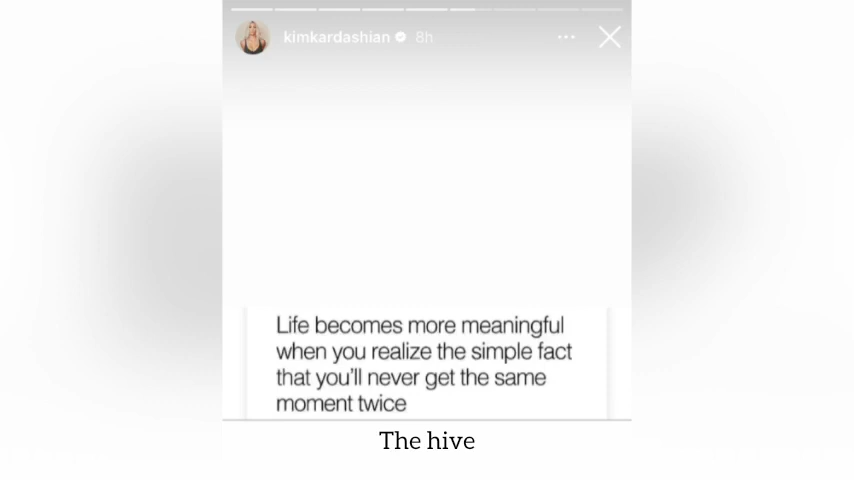 kimkardashian 8h
Life becomes more meaningful
when you realize the simple fact
that you'll never get the same
moment twice
The hive